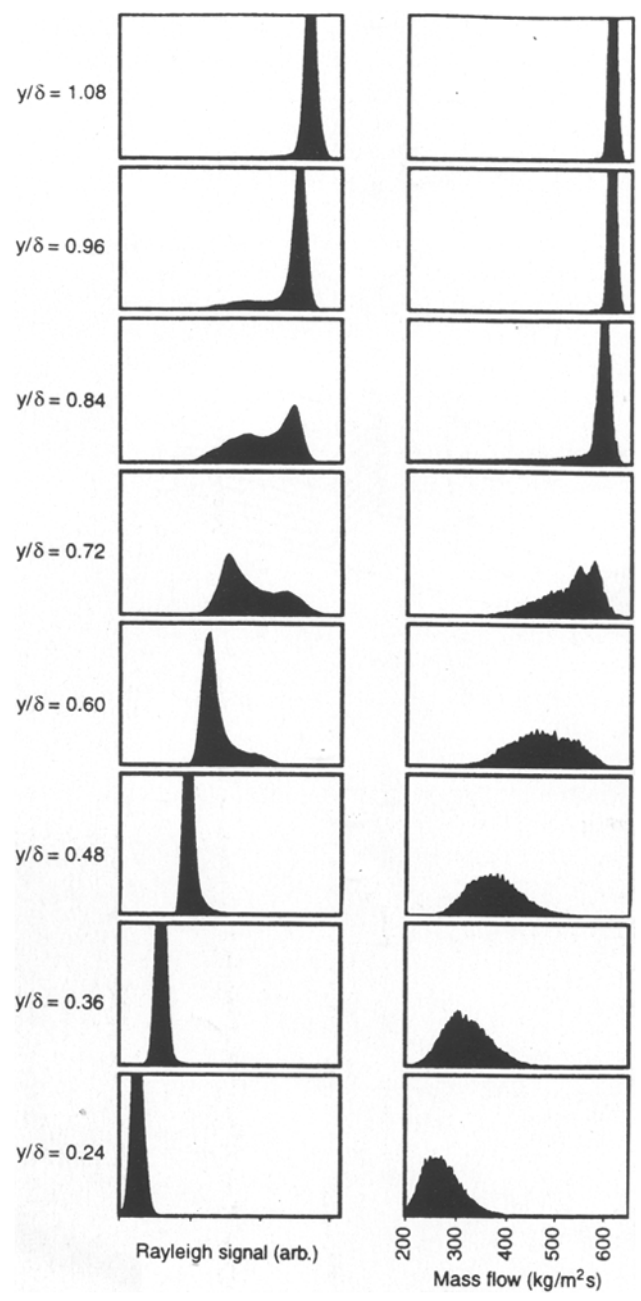 y/δ = 1.08
y/δ = 0.96
y/δ = 0.84
y/δ = 0.72
y/δ = 0.60
y/δ = 0.48
y/δ = 0.36
y/δ = 0.24
200 300 400 500 600
Rayleigh signal (arb.)
Mass flow (kg/m²s)